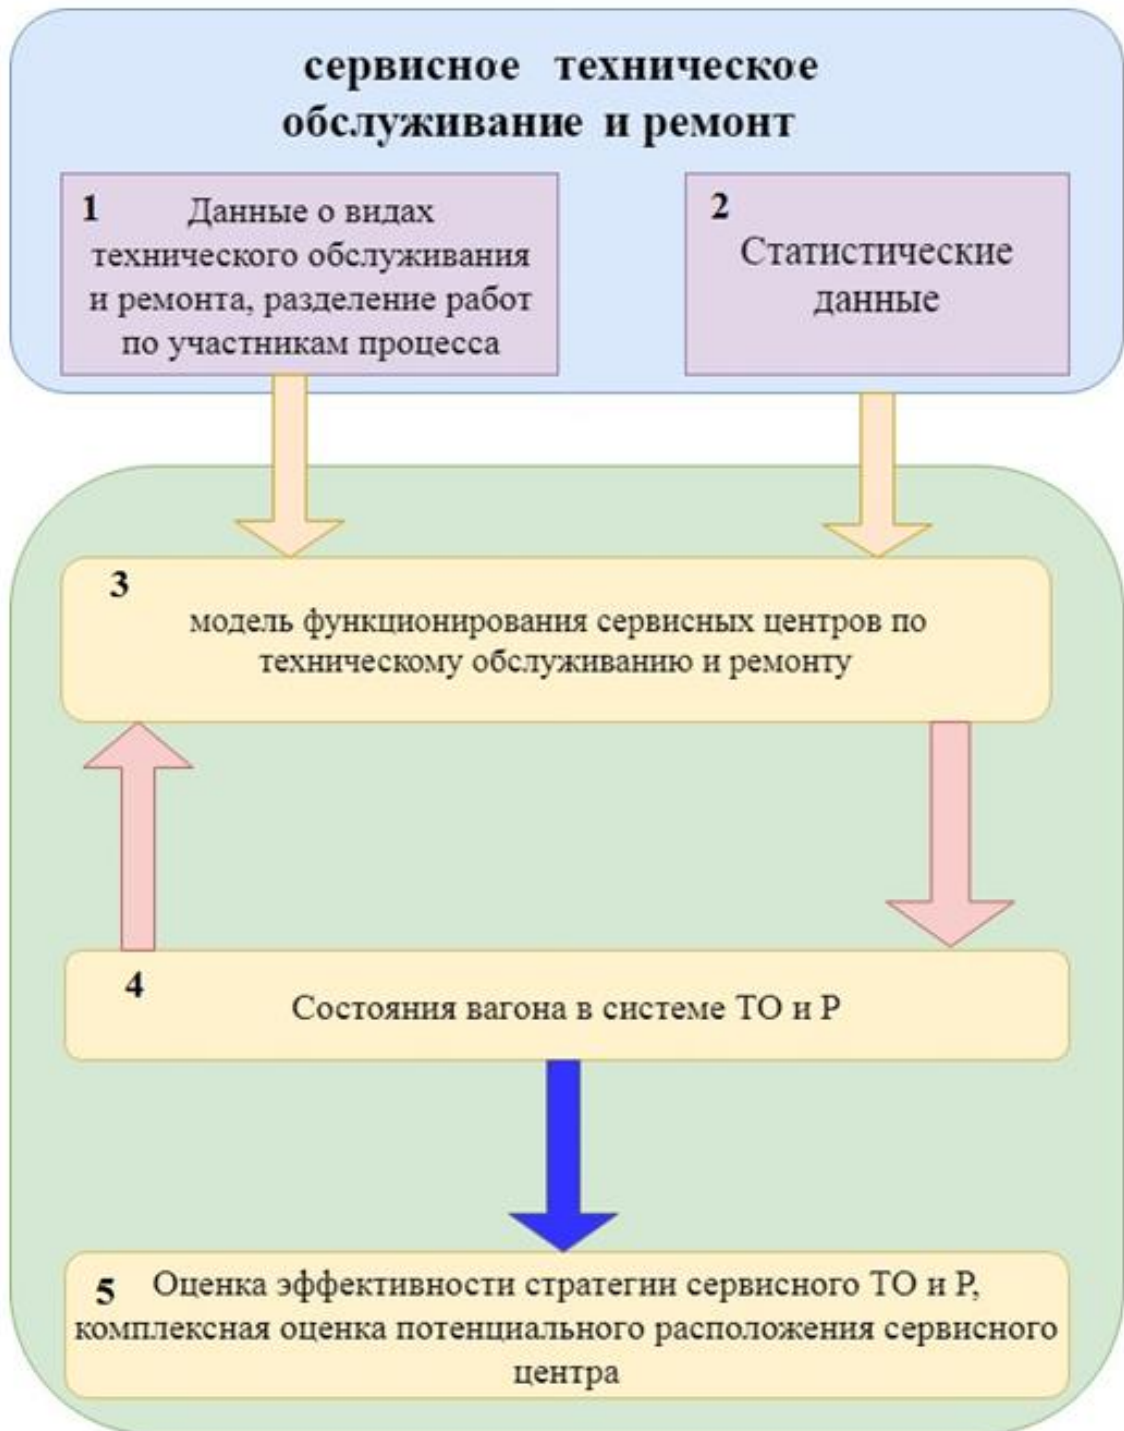 сервисное техническое
обслуживание и ремонт
1 Данные о видах
технического обслуживания
и ремонта, разделение работ
по участникам процесса
2
Статистические
данные
3
модель функционирования сервисных центров по
техническому обслуживанию и ремонту
4
Состояния вагона в системе ТО и Р
5 Оценка эффективности стратегии сервисного ТО и Р,
комплексная оценка потенциального расположения сервисного
центра